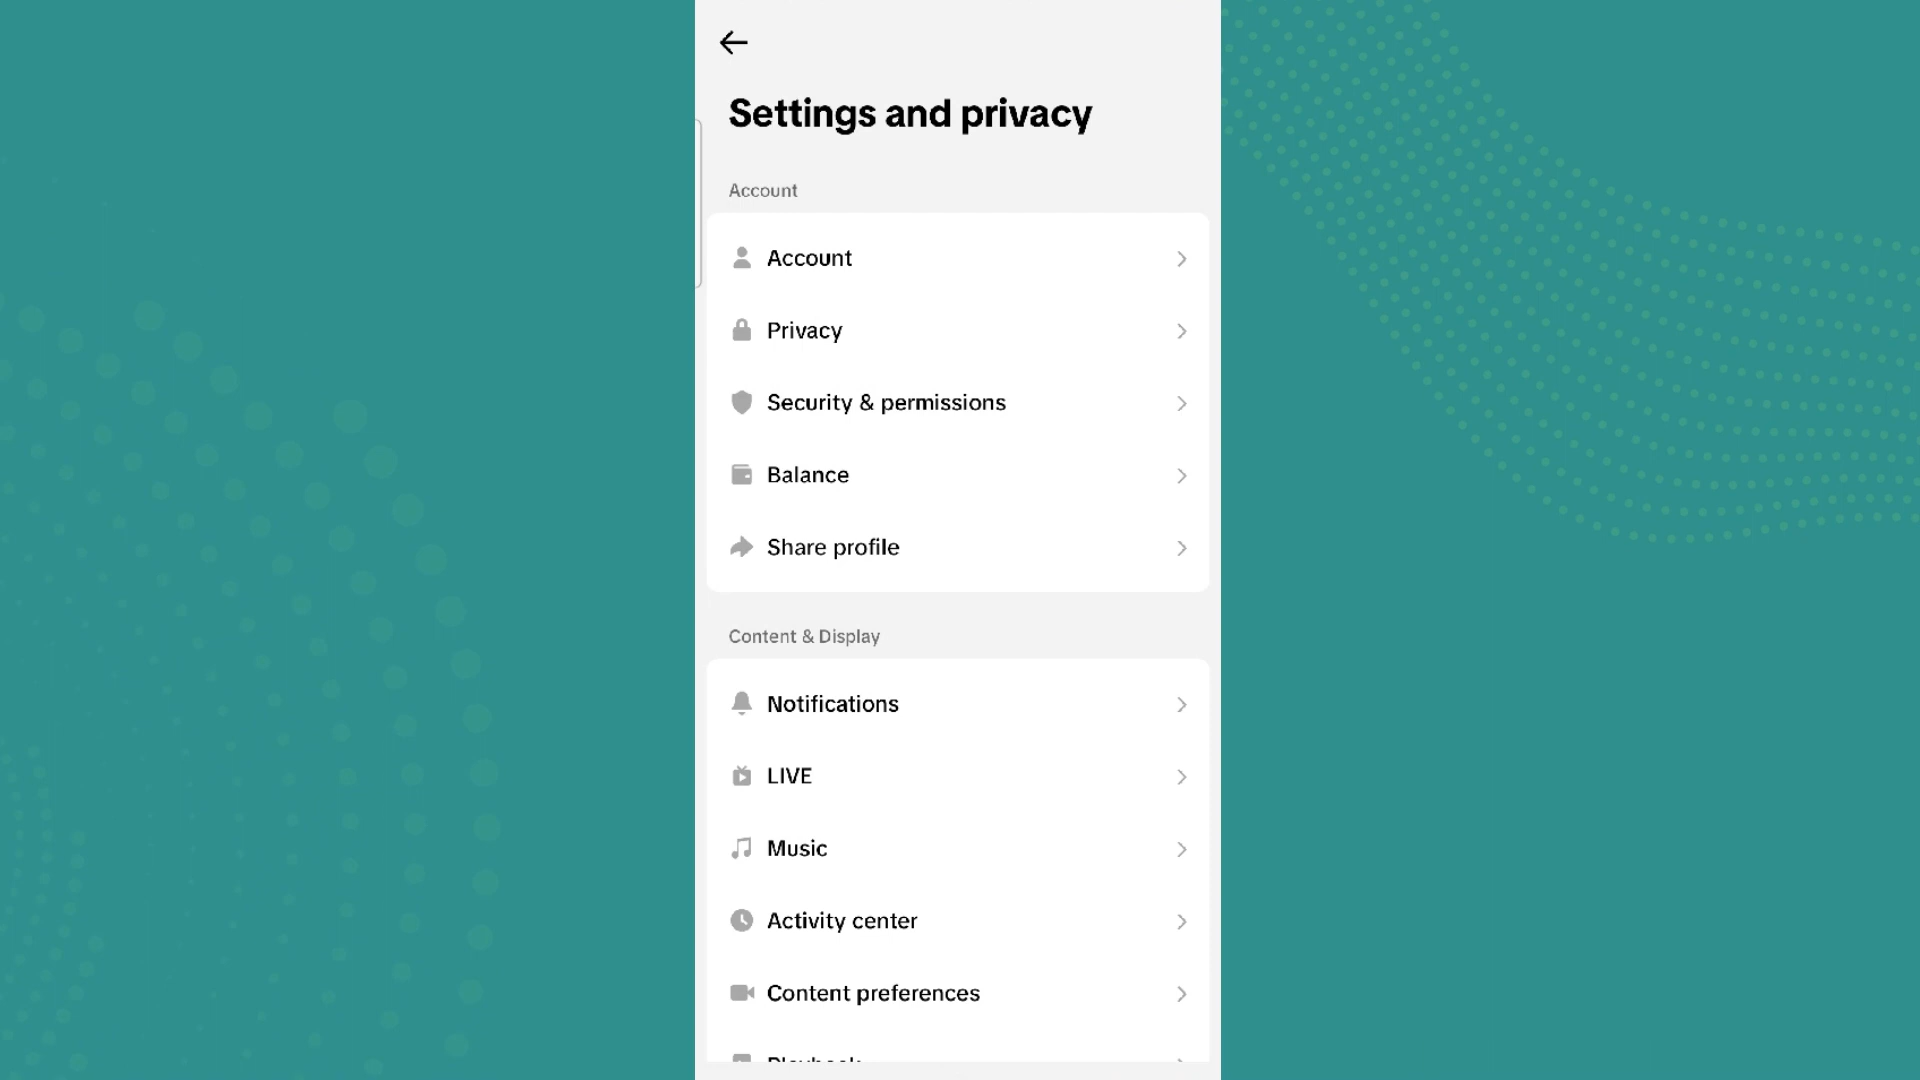 Settings and privacy
Account
Account
Privacy
Security & permissions
Balance
Share profile
Content & Display
Notifications
LIVE
Music
Activity center
Content preferences